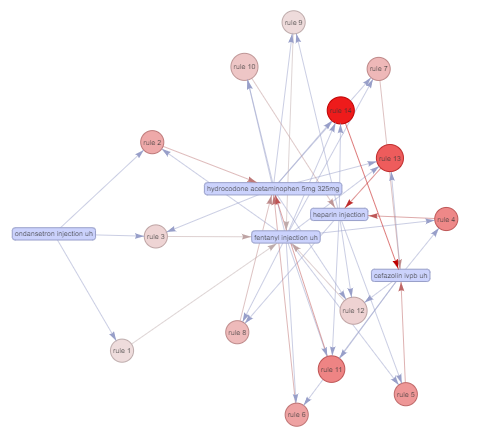 rule 9
rule 10
rule 7
rule 14
rule 2
rule 13
hydrocodone acetaminophen 5mg 325mg
heparin injection
rule 4
ondansetron injection uh
rule 3
fentanyl injection uh
cefazolin ivpb uh
rule 12
rule 8
rule 1
rule 11
rule 5
rule 6